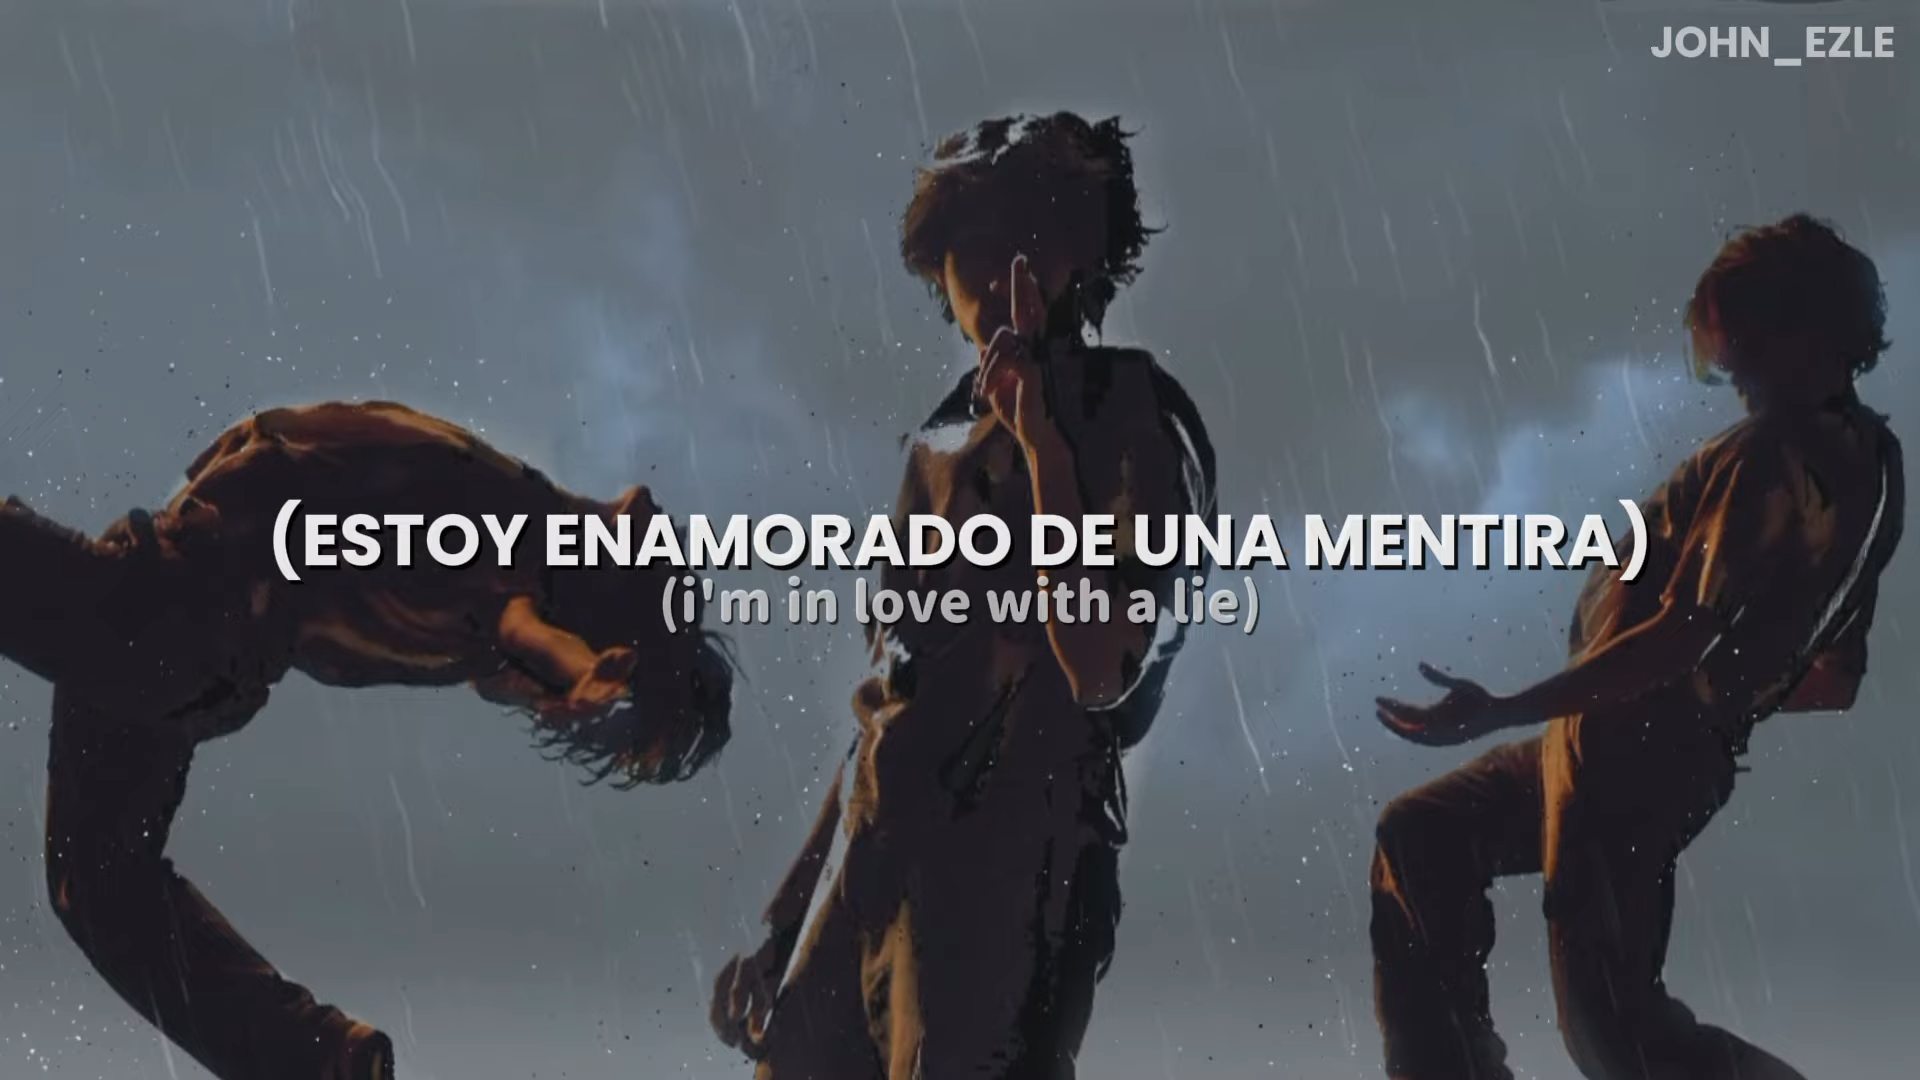 JOHN_EZLE
(ESTOY ENAMORADO DE UNA MENTIRA)
(i'm in love with a lie)